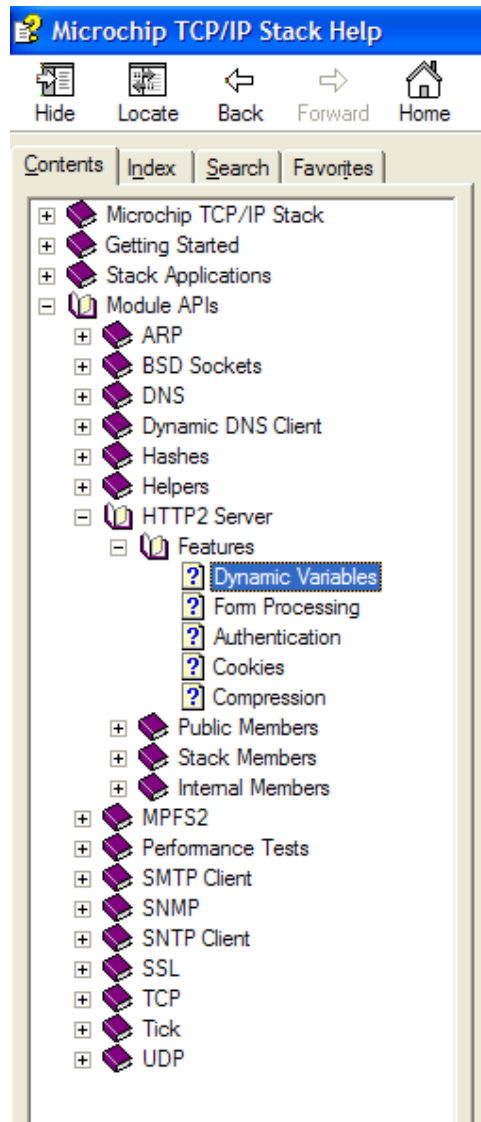 Microchip TCP/IP Stack Help
Hide Locate Back Forward Home
Contents Index Search Favorites
Microchip TCP/IP Stack
Getting Started
Stack Applications
Module APIs
ARP
BSD Sockets
DNS
Dynamic DNS Client
Hashes
Helpers
HTTP2 Server
Features
Dynamic Variables
Form Processing
Authentication
Cookies
Compression
Public Members
Stack Members
Internal Members
MPFS2
Performance Tests
SMTP Client
SNMP
SNTP Client
SSL
TCP
Tick
UDP